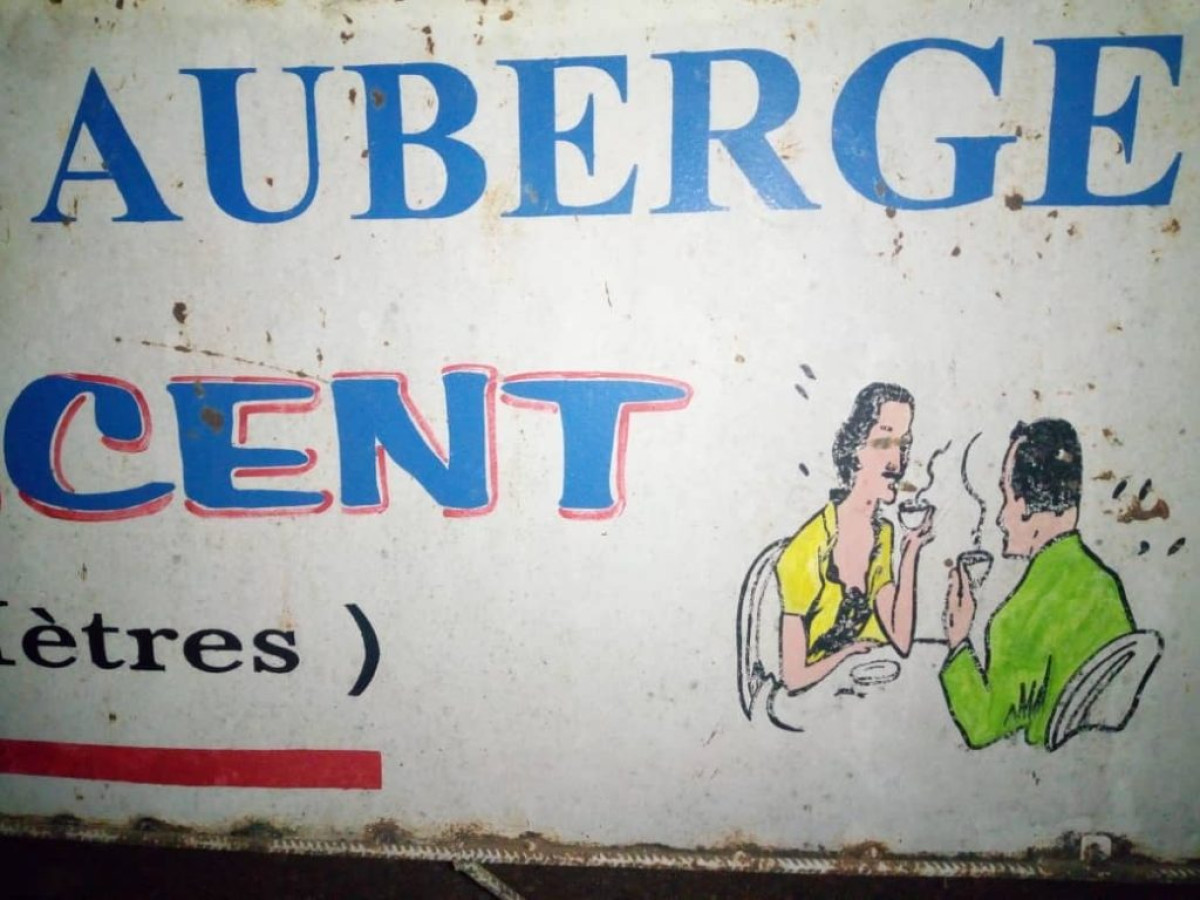 AUBERGE
CENT
ètres )